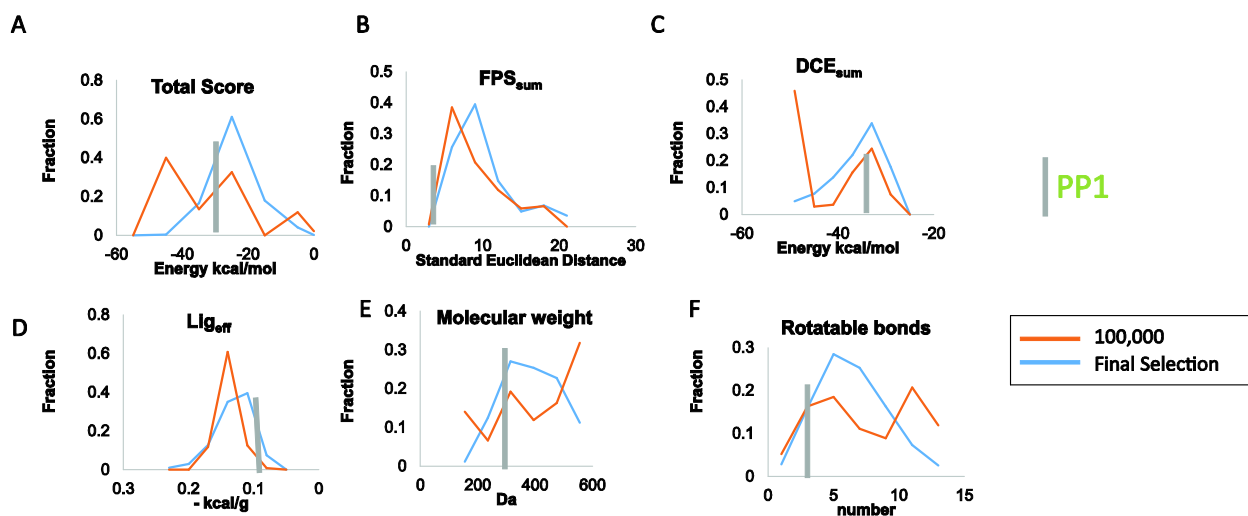 A
Total Score
Fraction
0.8
0.6
0.4
0.2
0
-60
-40
-20
0
Energy kcal/mol
B
FPSsum
Fraction
0.5
0.4
0.3
0.2
0.1
0
0
10
20
30
Standard Euclidean Distance
C
DCEsum
Fraction
0.5
0.4
0.3
0.2
0.1
0
-60
-40
-20
Energy kcal/mol
PP1
D
Ligeff
Fraction
0.8
0.6
0.4
0.2
0
0.3
0.2
0.1
0
- kcal/g
E
Molecular weight
Fraction
0.4
0.3
0.2
0.1
0
0
200
400
600
Da
F
Rotatable bonds
Fraction
0.3
0.2
0.1
0
0
5
10
15
number
100,000
Final Selection